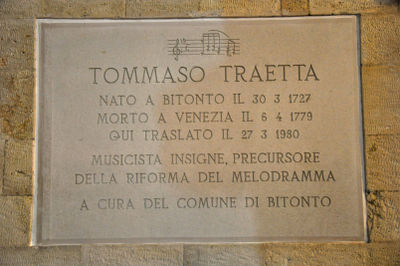 TOMMASO TRAETTA
NATO A BITONTO IL 30 3 1727
MORTO A VENEZIA IL 6 4 1779
QUI TRASLATO IL 27 3 1980
MUSICISTA INSIGNE, PRECURSORE
DELLA RIFORMA DEL MELODRAMMA
A CURA DEL COMUNE DI BITONTO